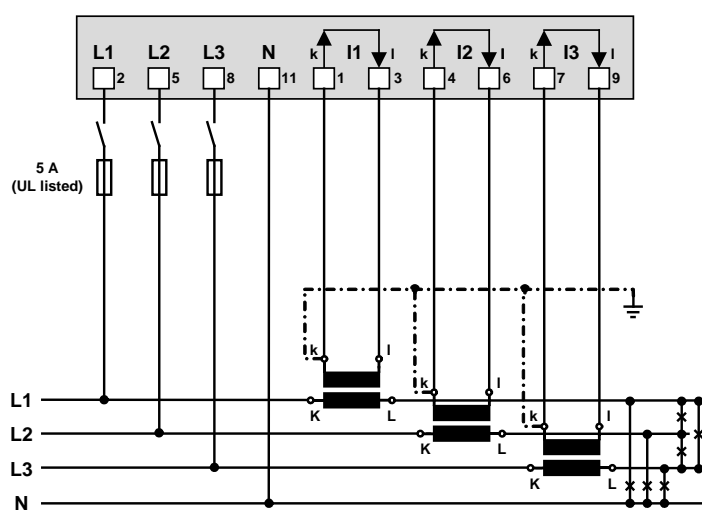 L1 L2 L3 N k I1 l k I2 l k I3 l
2 5 8 11 1 3 4 6 7 9
5 A
(UL listed)
k l
k l
L1
K L
k l
L2
K L
L3
K L
N